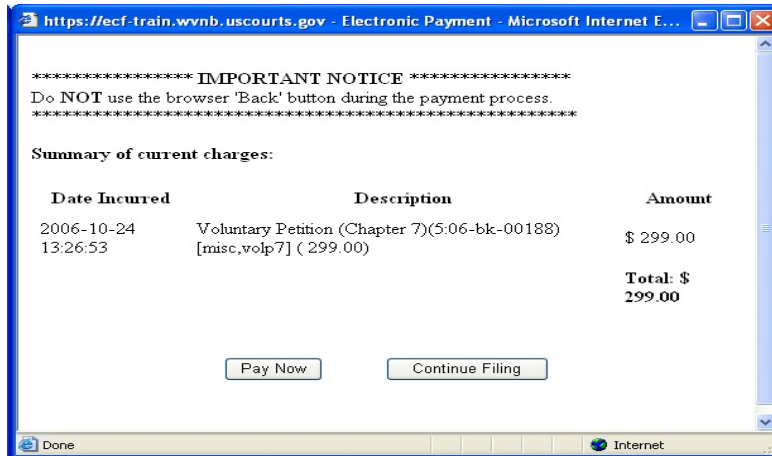 https://ecf-train.wvnb.uscourts.gov - Electronic Payment - Microsoft Internet E...
**************** IMPORTANT NOTICE ****************
Do NOT use the browser 'Back' button during the payment process.
******************************************************
Summary of current charges:
Date Incurred Description Amount
2006-10-24 Voluntary Petition (Chapter 7)(5:06-bk-00188) $ 299.00
13:26:53 [misc,volp7] ( 299.00)
Total: $
299.00
Pay Now Continue Filing
Done Internet